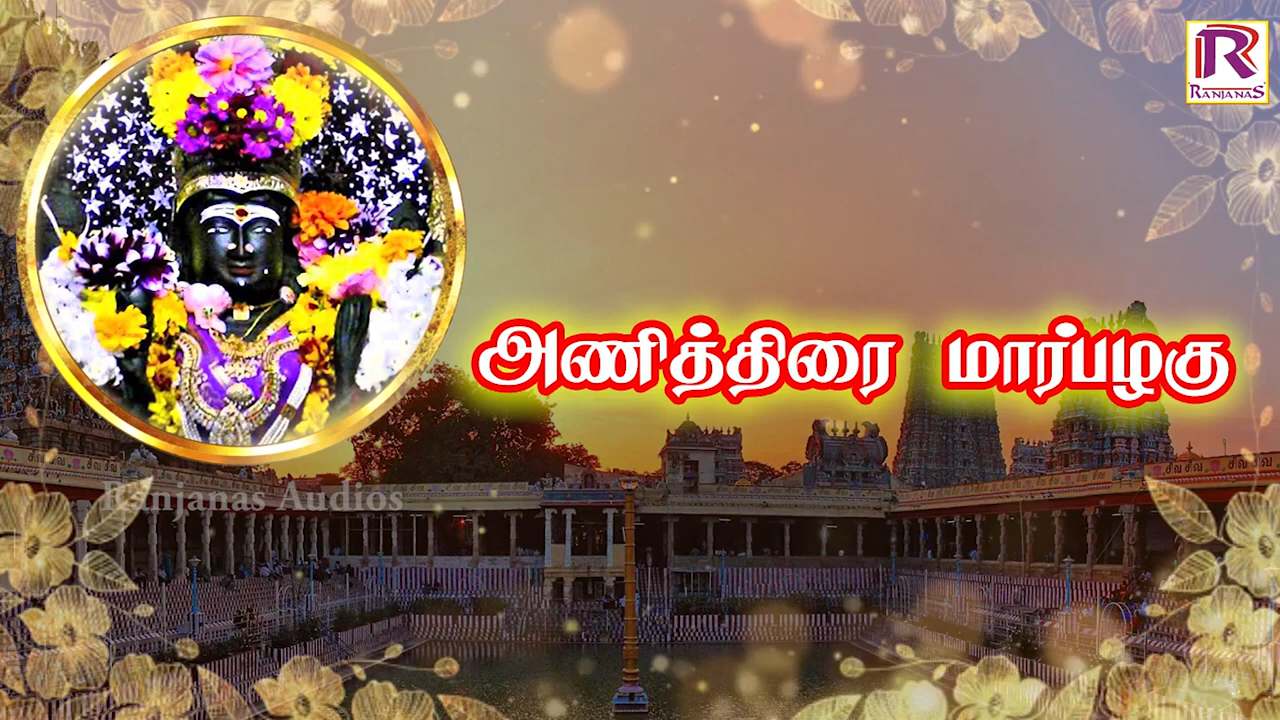 R
RANJANAS
அணித்திரை மார்பழகு
Ranjanas Audios
சிவ சிவ
சிவ சிவ